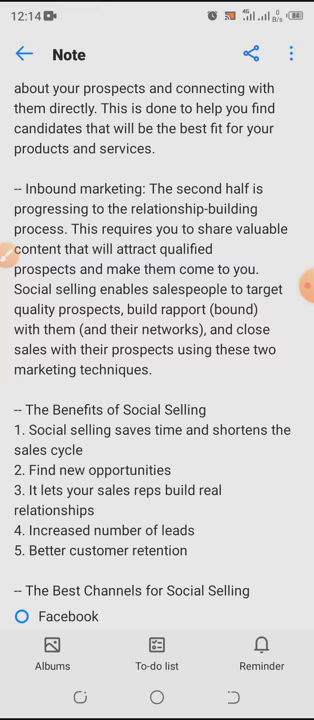 12:14
4G
0
B/s
86
Note
about your prospects and connecting with
them directly. This is done to help you find
candidates that will be the best fit for your
products and services.
-- Inbound marketing: The second half is
progressing to the relationship-building
process. This requires you to share valuable
content that will attract qualified
prospects and make them come to you.
Social selling enables salespeople to target
quality prospects, build rapport (bound)
with them (and their networks), and close
sales with their prospects using these two
marketing techniques.
-- The Benefits of Social Selling
1. Social selling saves time and shortens the
sales cycle
2. Find new opportunities
3. It lets your sales reps build real
relationships
4. Increased number of leads
5. Better customer retention
-- The Best Channels for Social Selling
Facebook
Albums
To-do list
Reminder